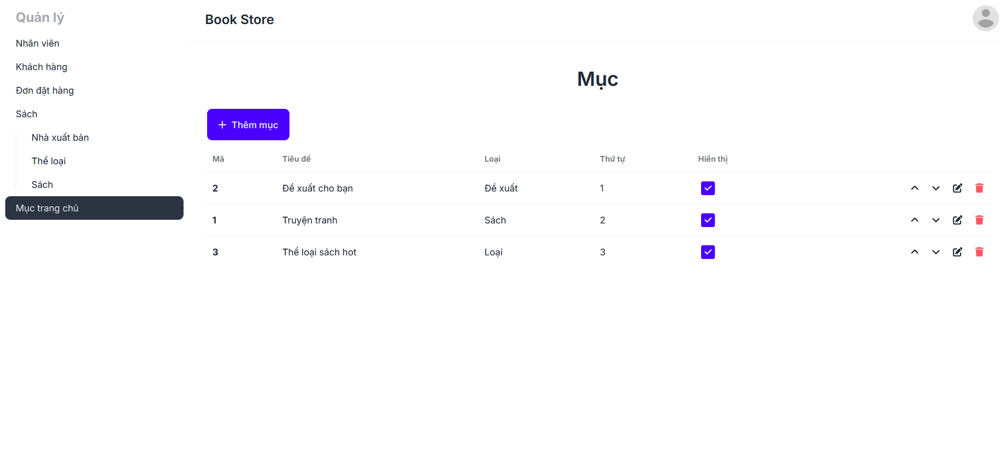 Quản lý
Nhân viên
Khách hàng
Đơn đặt hàng
Sách
Nhà xuất bản
Thể loại
Sách
Mục trang chủ
Book Store
Mục
Thêm mục
Mã Tiêu đề Loại Thứ tự Hiển thị
2 Đề xuất cho bạn Đề xuất 1
1 Truyện tranh Sách 2
3 Thể loại sách hot Loại 3